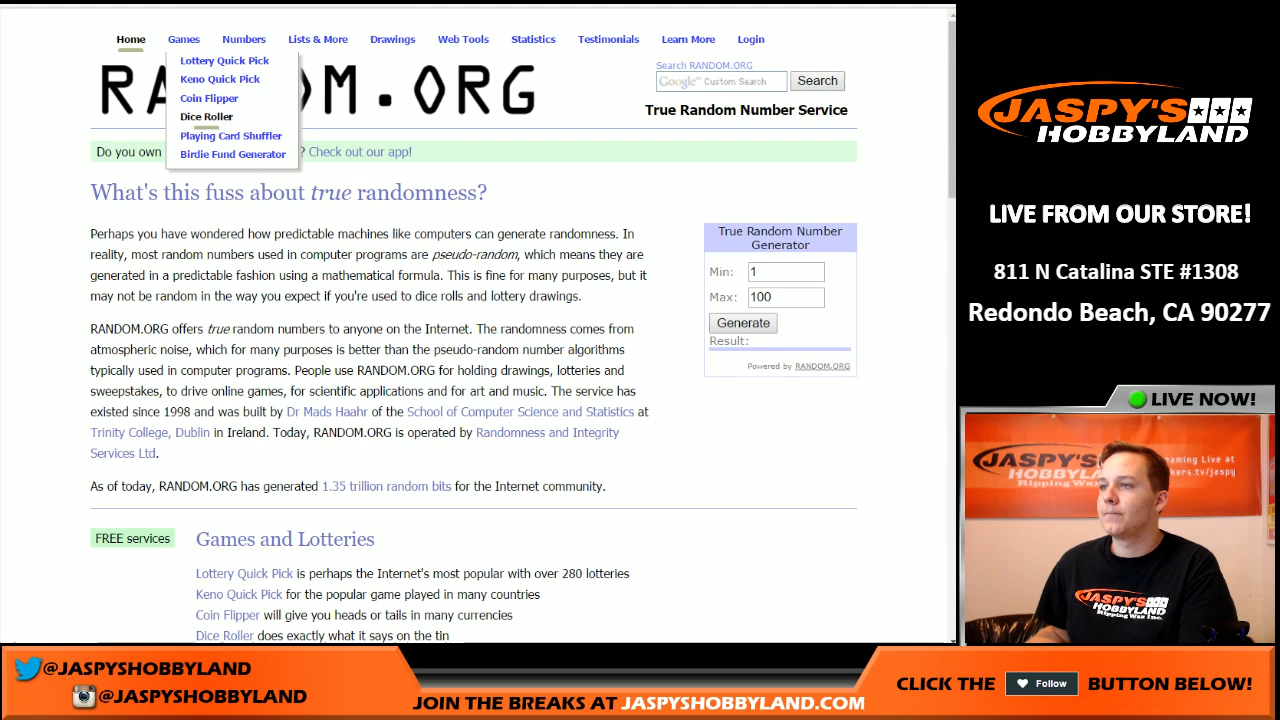 Home Games Numbers Lists & More Drawings Web Tools Statistics Testimonials Learn More Login
Lottery Quick Pick
Keno Quick Pick
Coin Flipper
Dice Roller
Playing Card Shuffler
Birdie Fund Generator
Search RANDOM.ORG
Google™ Custom Search Search
True Random Number Service
Do you own ? Check out our app!
What's this fuss about true randomness?
Perhaps you have wondered how predictable machines like computers can generate randomness. In
reality, most random numbers used in computer programs are pseudo-random, which means they are
generated in a predictable fashion using a mathematical formula. This is fine for many purposes, but it
may not be random in the way you expect if you're used to dice rolls and lottery drawings.
RANDOM.ORG offers true random numbers to anyone on the Internet. The randomness comes from
atmospheric noise, which for many purposes is better than the pseudo-random number algorithms
typically used in computer programs. People use RANDOM.ORG for holding drawings, lotteries and
sweepstakes, to drive online games, for scientific applications and for art and music. The service has
existed since 1998 and was built by Dr Mads Haahr of the School of Computer Science and Statistics at
Trinity College, Dublin in Ireland. Today, RANDOM.ORG is operated by Randomness and Integrity
Services Ltd.
As of today, RANDOM.ORG has generated 1.35 trillion random bits for the Internet community.
True Random Number
Generator
Min: 1
Max: 100
Generate
Result:
Powered by RANDOM.ORG
FREE services
Games and Lotteries
Lottery Quick Pick is perhaps the Internet's most popular with over 280 lotteries
Keno Quick Pick for the popular game played in many countries
Coin Flipper will give you heads or tails in many currencies
Dice Roller does exactly what it says on the tin
JASPY'S
HOBBYLAND
LIVE FROM OUR STORE!
811 N Catalina STE #1308
Redondo Beach, CA 90277
LIVE NOW!
JASPY'S
HOBBYLAND
Ripping Wax
eaming Live at
kers.tv/jaspy
JASPY'S
HOBBYLAND
Ripping Wax Inc.
@JASPYSHOBBYLAND
@JASPYSHOBBYLAND
JOIN THE BREAKS AT JASPYSHOBBYLAND.COM
CLICK THE Follow BUTTON BELOW!